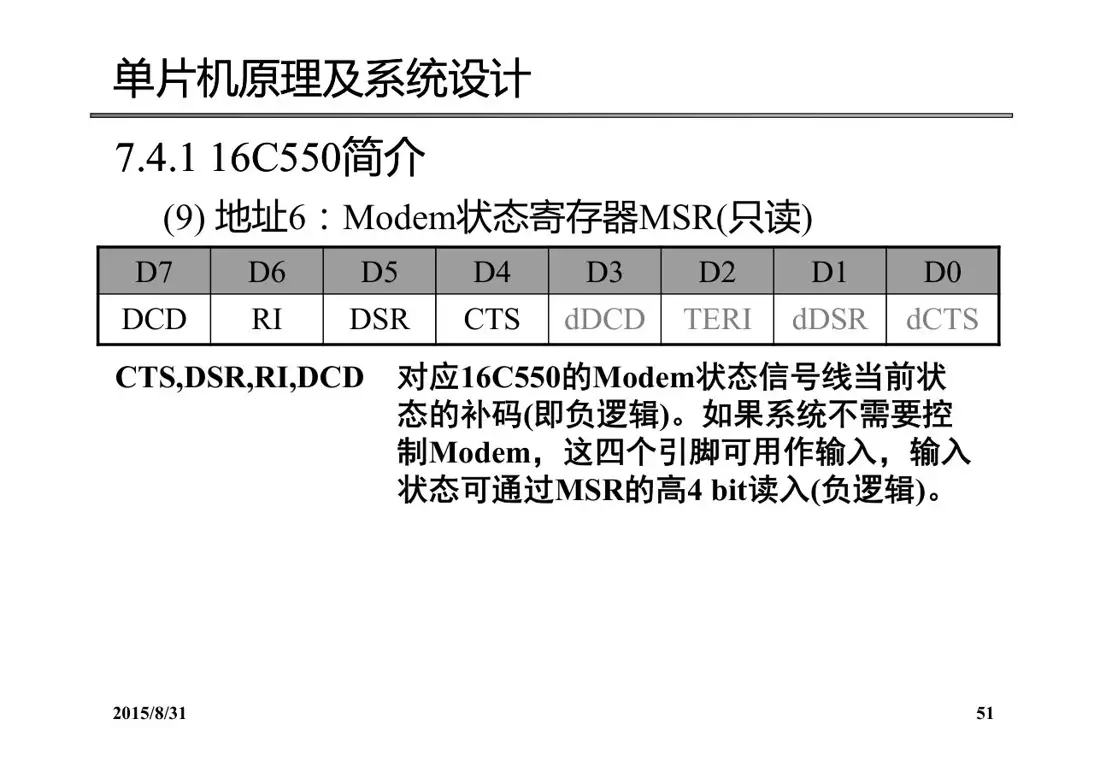 单片机原理及系统设计
7.4.1 16C550简介
(9) 地址6：Modem状态寄存器MSR(只读)
D7 D6 D5 D4 D3 D2 D1 D0
DCD RI DSR CTS dDCD TERI dDSR dCTS
CTS,DSR,RI,DCD 对应16C550的Modem状态信号线当前状
态的补码(即负逻辑)。如果系统不需要控
制Modem，这四个引脚可用作输入，输入
状态可通过MSR的高4 bit读入(负逻辑)。
2015/8/31 51